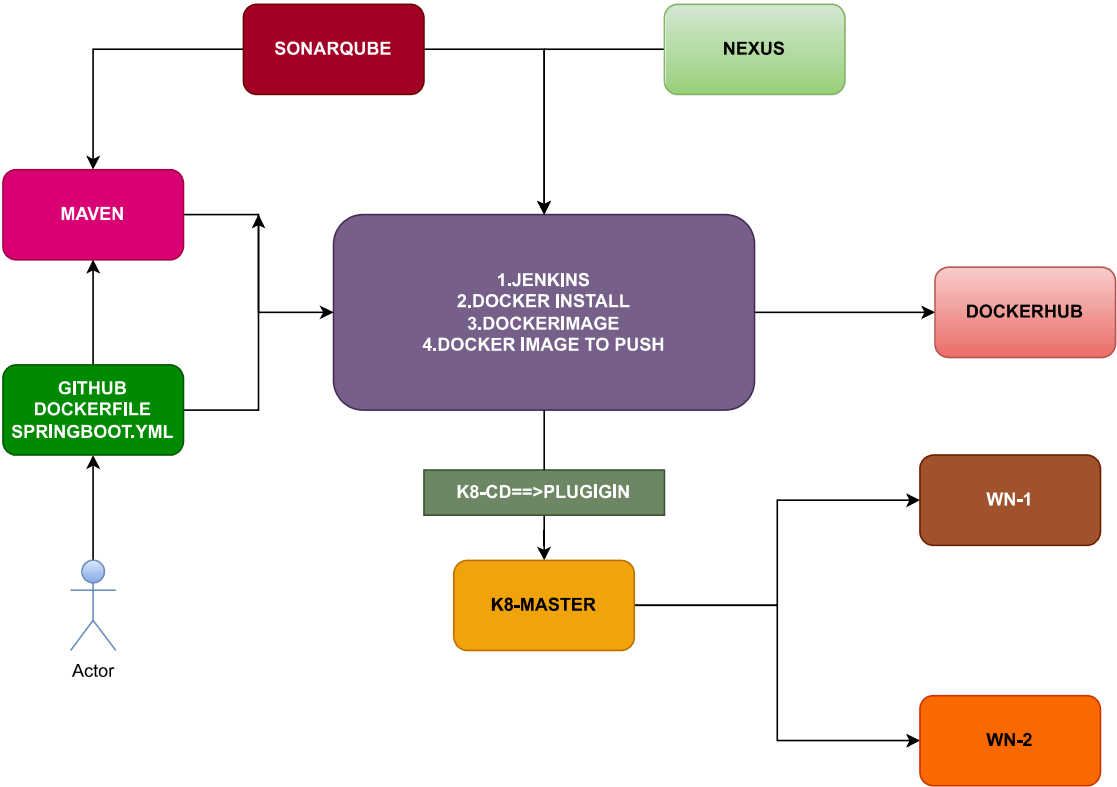 SONARQUBE
NEXUS
MAVEN
1.JENKINS
2.DOCKER INSTALL
3.DOCKERIMAGE
4.DOCKER IMAGE TO PUSH
DOCKERHUB
GITHUB
DOCKERFILE
SPRINGBOOT.YML
K8-CD==>PLUGIGIN
WN-1
K8-MASTER
Actor
WN-2